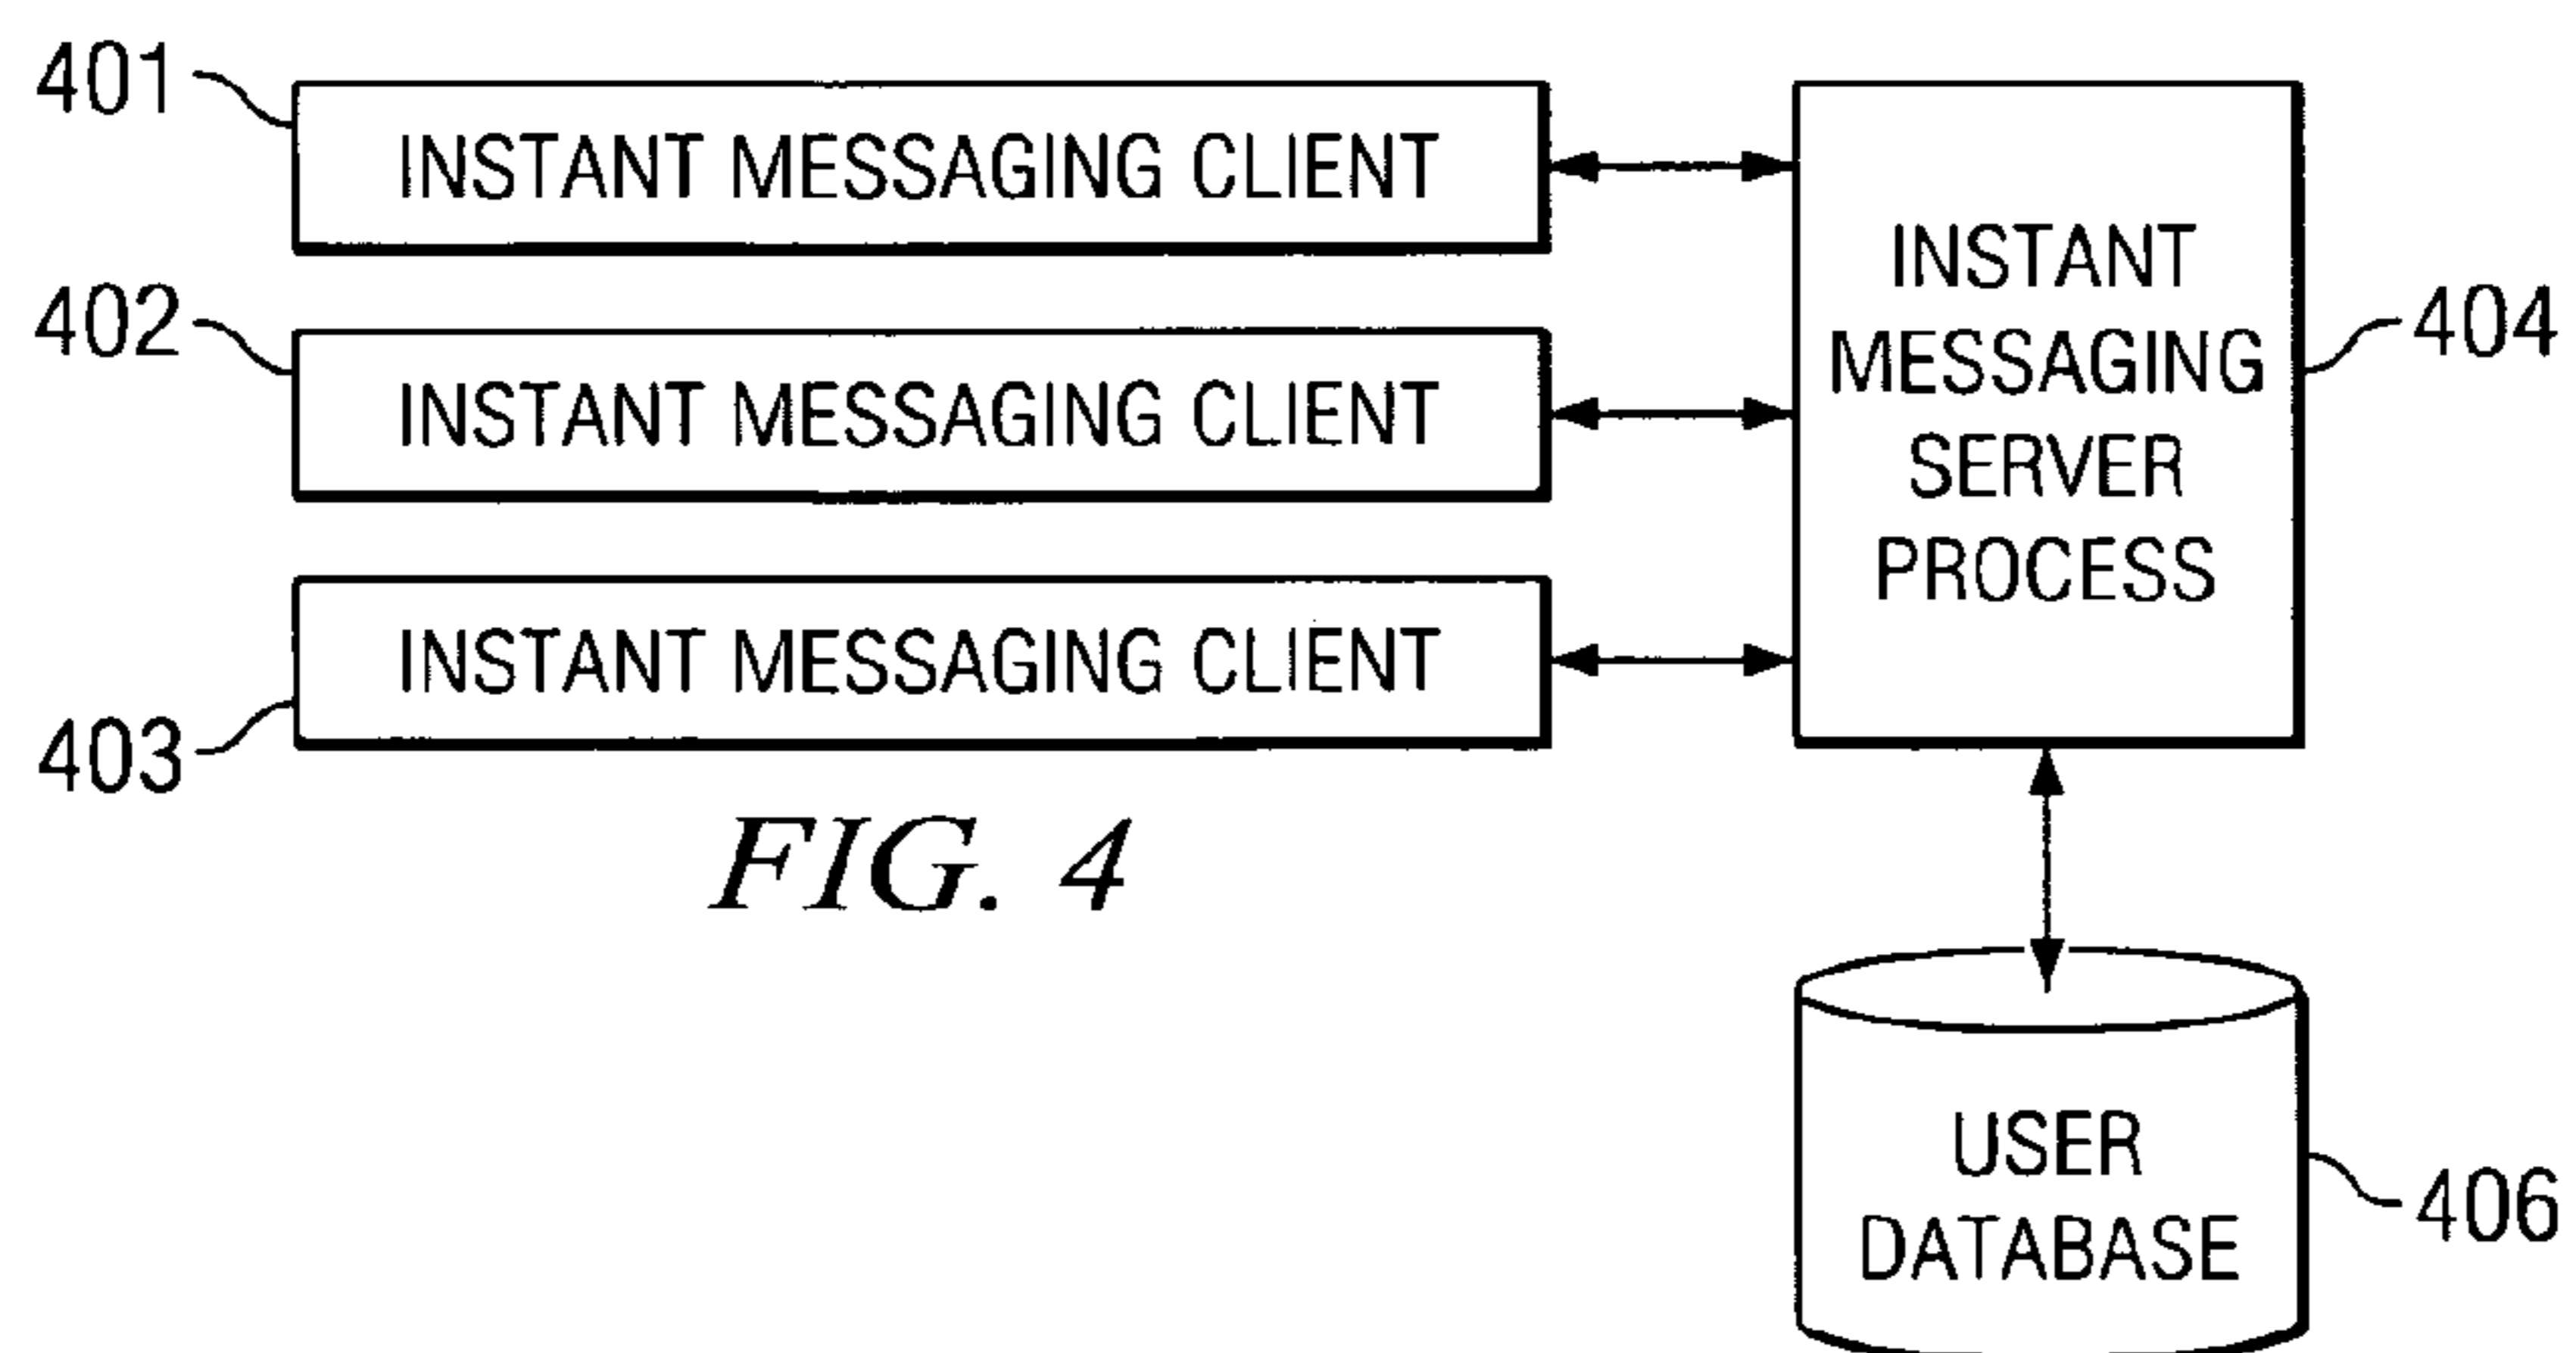 401
INSTANT MESSAGING CLIENT
402
INSTANT MESSAGING CLIENT
403
INSTANT MESSAGING CLIENT
INSTANT
MESSAGING
SERVER
PROCESS
404
FIG. 4
USER
DATABASE
406